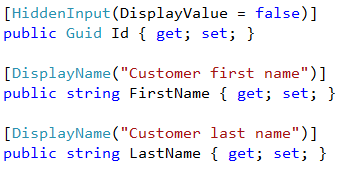 [HiddenInput(DisplayValue = false)]
public Guid Id { get; set; }
[DisplayName("Customer first name")]
public string FirstName { get; set; }
[DisplayName("Customer last name")]
public string LastName { get; set; }